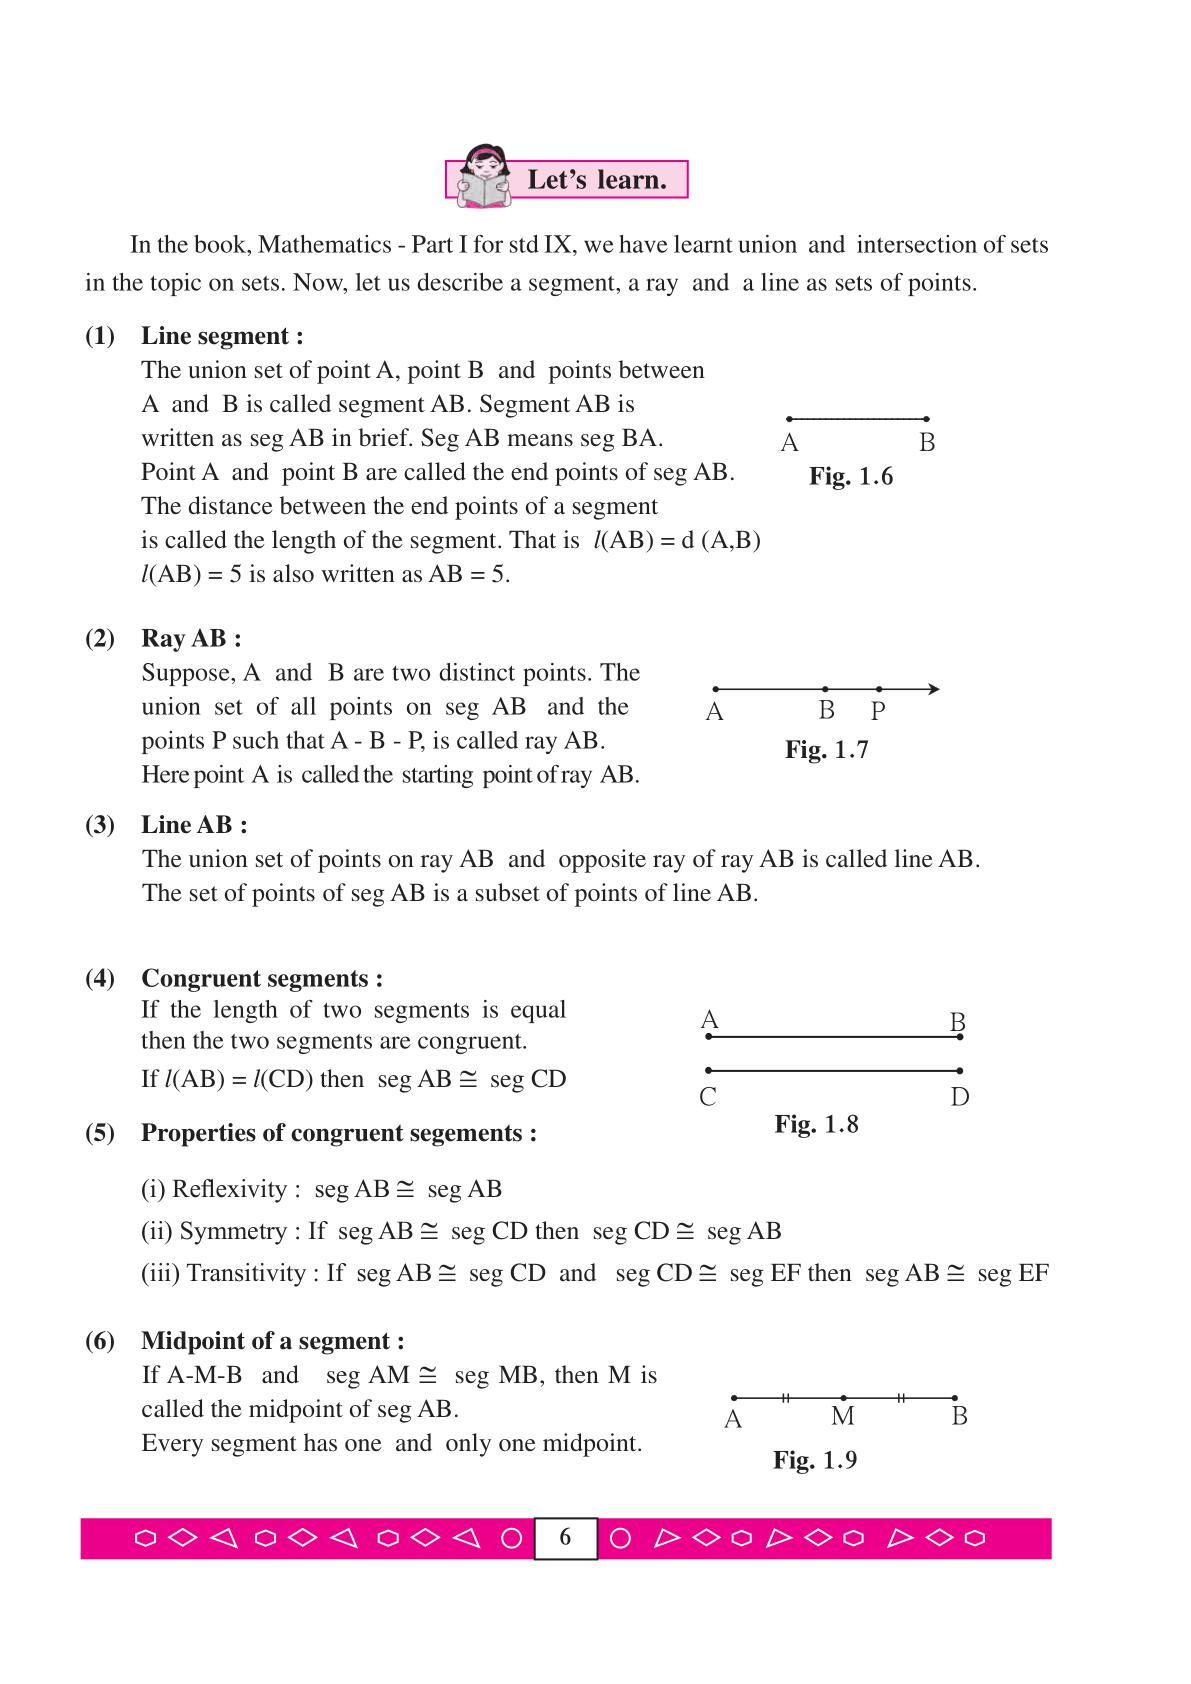 Let's learn.
In the book, Mathematics - Part I for std IX, we have learnt union and intersection of sets
in the topic on sets. Now, let us describe a segment, a ray and a line as sets of points.
(1) Line segment :
The union set of point A, point B and points between
A and B is called segment AB. Segment AB is
written as seg AB in brief. Seg AB means seg BA.
Point A and point B are called the end points of seg AB.
The distance between the end points of a segment
is called the length of the segment. That is l(AB) = d (A,B)
l(AB) = 5 is also written as AB = 5.
A B
Fig. 1.6
(2) Ray AB :
Suppose, A and B are two distinct points. The
union set of all points on seg AB and the
points P such that A - B - P, is called ray AB.
Here point A is called the starting point of ray AB.
A B P
Fig. 1.7
(3) Line AB :
The union set of points on ray AB and opposite ray of ray AB is called line AB.
The set of points of seg AB is a subset of points of line AB.
(4) Congruent segments :
If the length of two segments is equal
then the two segments are congruent.
If l(AB) = l(CD) then seg AB ≅ seg CD
A B
C D
Fig. 1.8
(5) Properties of congruent segements :
(i) Reflexivity : seg AB ≅ seg AB
(ii) Symmetry : If seg AB ≅ seg CD then seg CD ≅ seg AB
(iii) Transitivity : If seg AB ≅ seg CD and seg CD ≅ seg EF then seg AB ≅ seg EF
(6) Midpoint of a segment :
If A-M-B and seg AM ≅ seg MB, then M is
called the midpoint of seg AB.
Every segment has one and only one midpoint.
A M B
Fig. 1.9
6